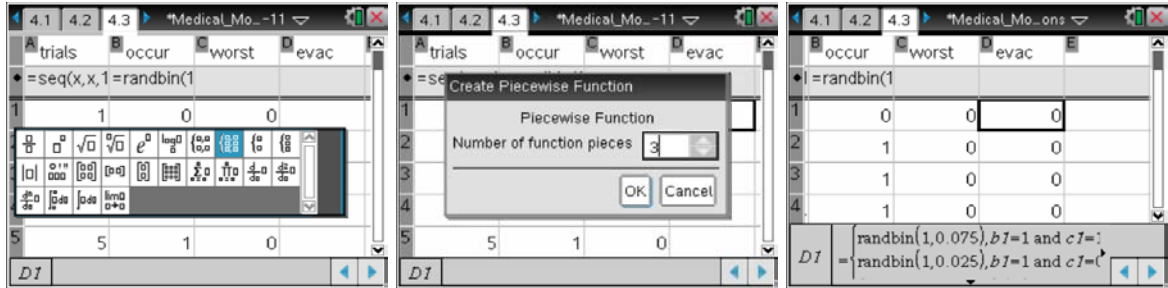 4.1 4.2 4.3 *Medical_Mo…-11
A trials B occur C worst D evac
=seq(x,x,1 =randbin(1
1 1 0 0
5 5 1 0
D1
4.1 4.2 4.3 *Medical_Mo…-11
A trials B occur C worst D evac
Create Piecewise Function
Piecewise Function
Number of function pieces 3
OK Cancel
5 5 1 0
D1
4.1 4.2 4.3 *Medical_Mo…ons
B occur C worst D evac E
=randbin(1
1 0 0 0
2 1 0 0
3 1 0 0
4 1 0 0
D1 = { randbin(1,0.075),b1=1 and c1=1
randbin(1,0.025),b1=1 and c1=0